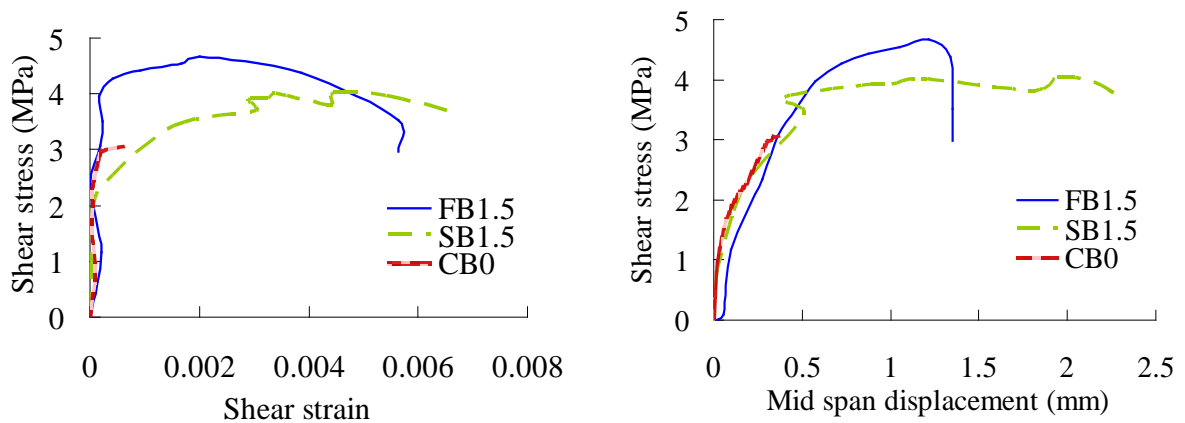 5
4
3
2
1
0
Shear stress (MPa)
FB1.5
SB1.5
CB0
0 0.002 0.004 0.006 0.008
Shear strain
5
4
3
2
1
0
Shear stress (MPa)
FB1.5
SB1.5
CB0
0 0.5 1 1.5 2 2.5
Mid span displacement (mm)